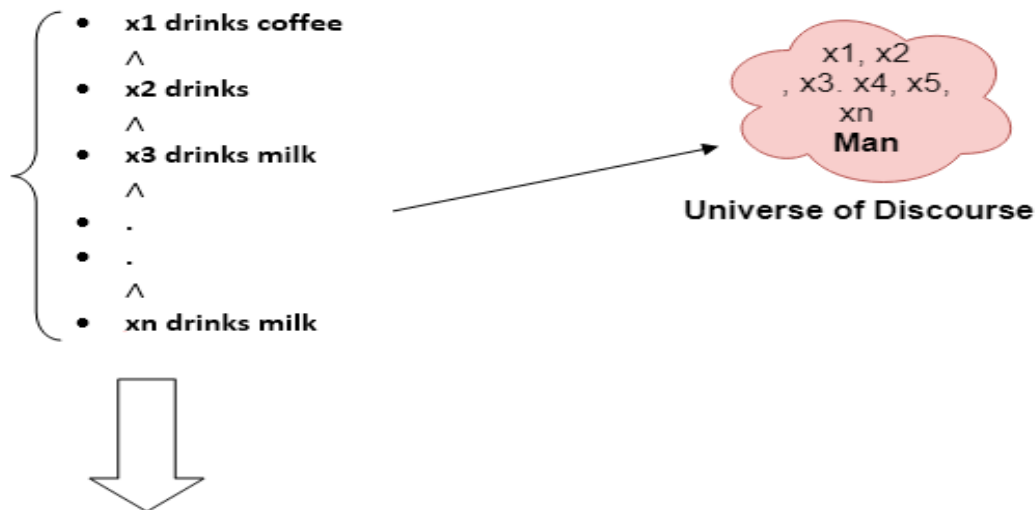 • x1 drinks coffee
∧
• x2 drinks
∧
• x3 drinks milk
∧
• .
• .
∧
• xn drinks milk
x1, x2
, x3. x4, x5,
xn
Man
Universe of Discourse